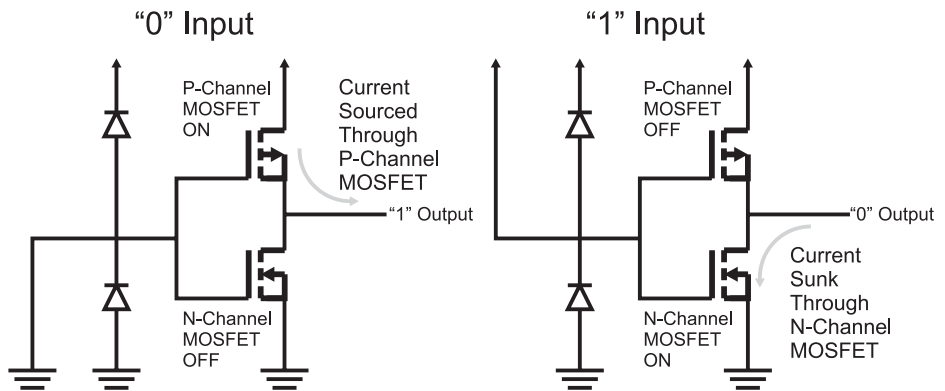 “0” Input
P-Channel
MOSFET
ON
Current
Sourced
Through
P-Channel
MOSFET
“1” Output
N-Channel
MOSFET
OFF
“1” Input
P-Channel
MOSFET
OFF
“0” Output
Current
Sunk
Through
N-Channel
MOSFET
N-Channel
MOSFET
ON